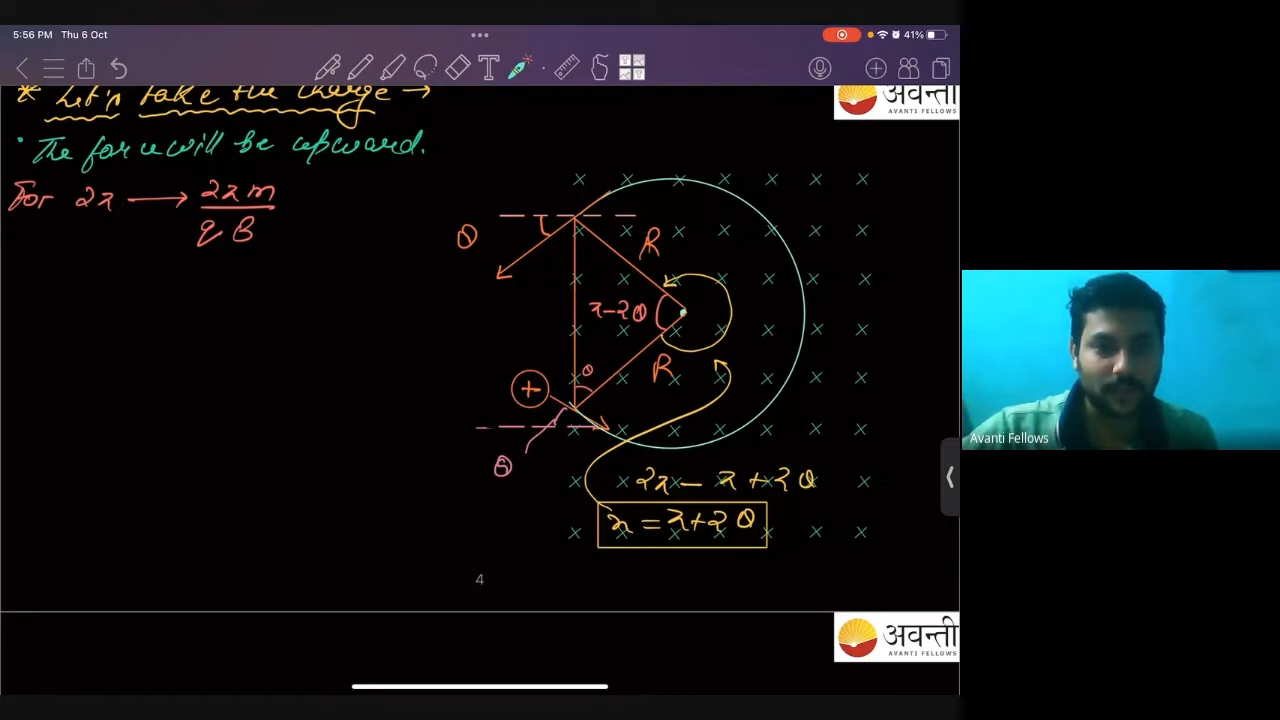 5:56 PM Thu 6 Oct
41%
* Let's take the charge →
अवन्ती
AVANTI FELLOWS
• The force will be upward.
For 2π → 2πm / qB
θ
R
π-2θ
θ
R
+
θ
2π - π + 2θ
x = π + 2θ
4
Avanti Fellows
अवन्ती
AVANTI FELLOWS